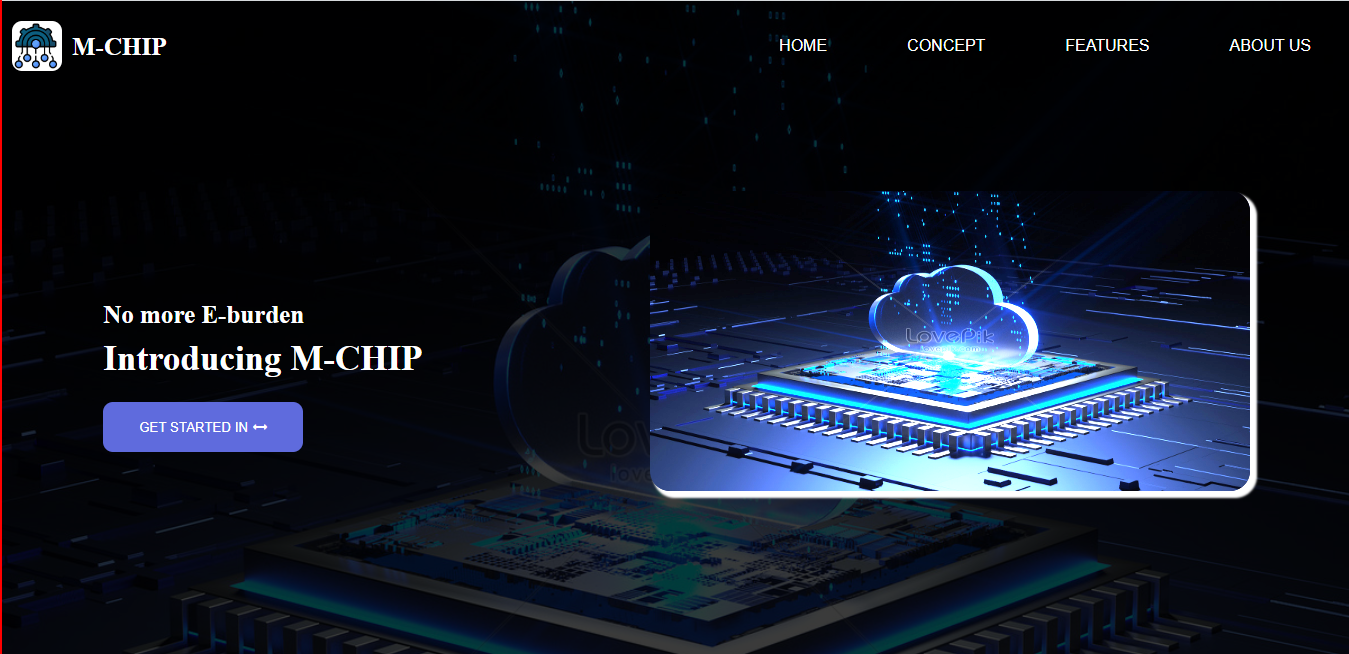 M-CHIP
HOME
CONCEPT
FEATURES
ABOUT US
No more E-burden
Introducing M-CHIP
GET STARTED IN
LovePik